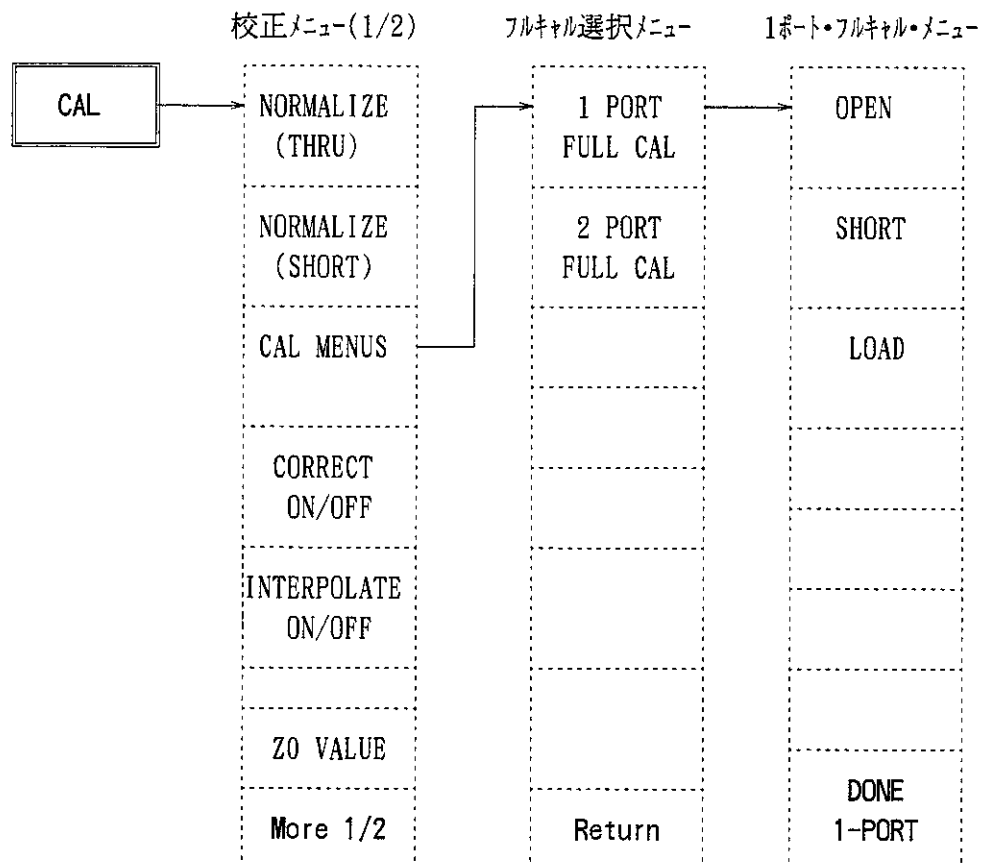 校正ﾒﾆｭｰ(1/2)
ﾌﾙｷｬﾙ選択ﾒﾆｭｰ
1ﾎﾟｰﾄ・ﾌﾙｷｬﾙ・ﾒﾆｭｰ
CAL
NORMALIZE
(THRU)
NORMALIZE
(SHORT)
CAL MENUS
CORRECT
ON/OFF
INTERPOLATE
ON/OFF
Z0 VALUE
More 1/2
1 PORT
FULL CAL
2 PORT
FULL CAL
Return
OPEN
SHORT
LOAD
DONE
1-PORT